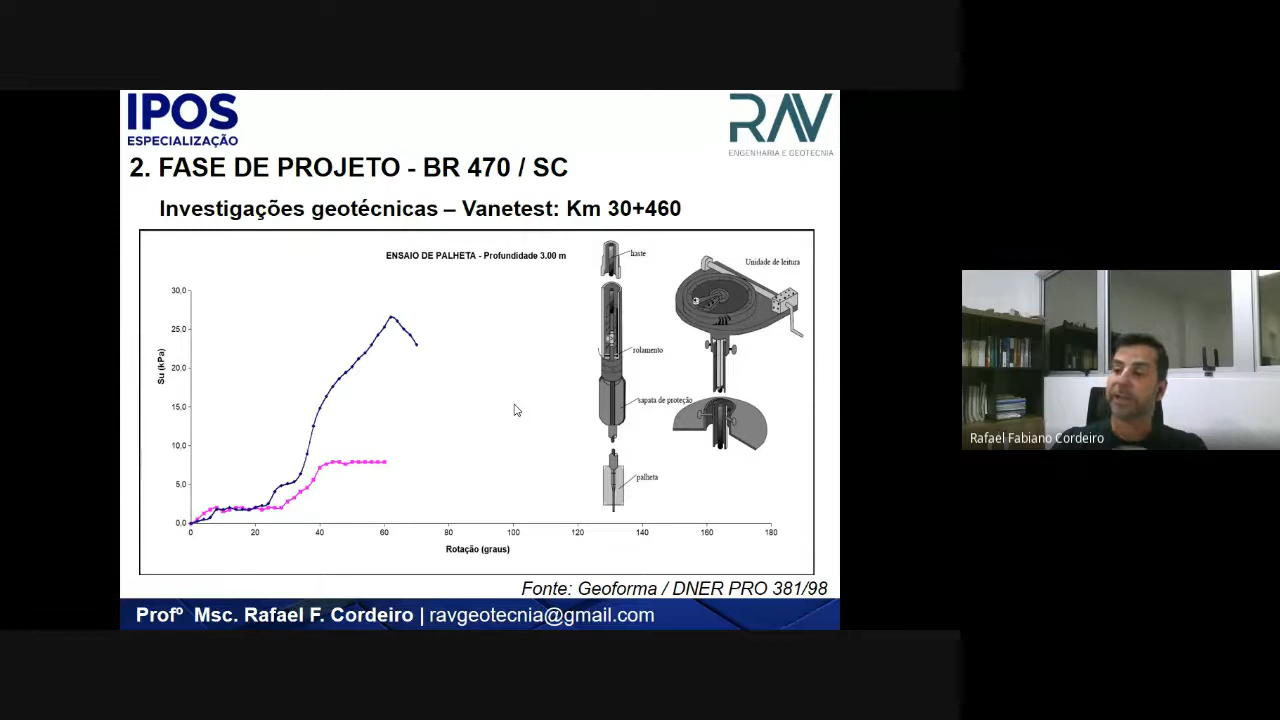 IPOS
ESPECIALIZAÇÃO
RAV
ENGENHARIA E GEOTECNIA
2. FASE DE PROJETO - BR 470 / SC
Investigações geotécnicas – Vanetest: Km 30+460
ENSAIO DE PALHETA - Profundidade 3.00 m
haste
Unidade de leitura
rolamento
sapata de proteção
palheta
Su (kPa)
30,0
25,0
20,0
15,0
10,0
5,0
0,0
0 20 40 60 80 100 120 140 160 180
Rotação (graus)
Fonte: Geoforma / DNER PRO 381/98
Profº Msc. Rafael F. Cordeiro | ravgeotecnia@gmail.com
Rafael Fabiano Cordeiro